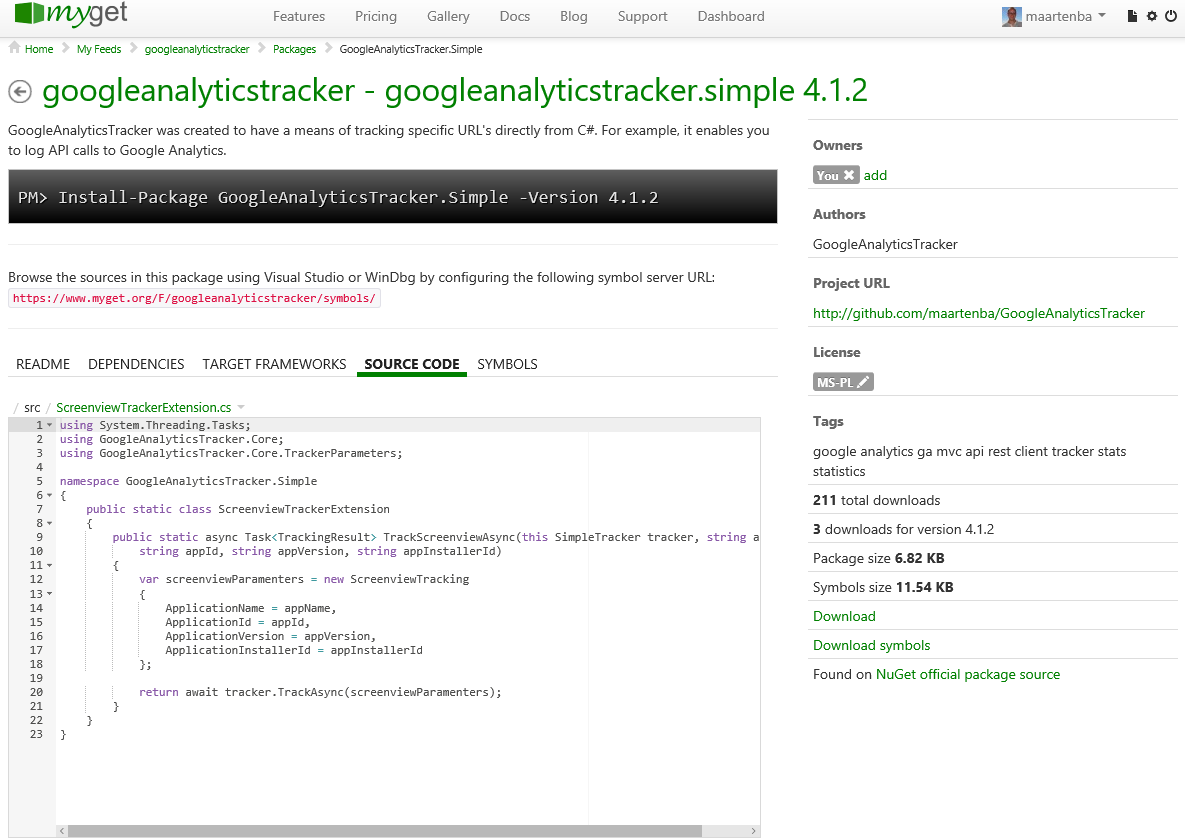 myget
Features Pricing Gallery Docs Blog Support Dashboard maartenba
Home My Feeds googleanalyticstracker Packages GoogleAnalyticsTracker.Simple
googleanalyticstracker - googleanalyticstracker.simple 4.1.2
GoogleAnalyticsTracker was created to have a means of tracking specific URL's directly from C#. For example, it enables you
to log API calls to Google Analytics.
PM> Install-Package GoogleAnalyticsTracker.Simple -Version 4.1.2
Browse the sources in this package using Visual Studio or WinDbg by configuring the following symbol server URL:
https://www.myget.org/F/googleanalyticstracker/symbols/
README DEPENDENCIES TARGET FRAMEWORKS SOURCE CODE SYMBOLS
/ src / ScreenviewTrackerExtension.cs
1 using System.Threading.Tasks;
2 using GoogleAnalyticsTracker.Core;
3 using GoogleAnalyticsTracker.Core.TrackerParameters;
4
5 namespace GoogleAnalyticsTracker.Simple
6 {
7 public static class ScreenviewTrackerExtension
8 {
9 public static async Task<TrackingResult> TrackScreenviewAsync(this SimpleTracker tracker, string a
10 string appId, string appVersion, string appInstallerId)
11 {
12 var screenviewParamenters = new ScreenviewTracking
13 {
14 ApplicationName = appName,
15 ApplicationId = appId,
16 ApplicationVersion = appVersion,
17 ApplicationInstallerId = appInstallerId
18 };
19
20 return await tracker.TrackAsync(screenviewParamenters);
21 }
22 }
23 }
Owners
You ✖ add
Authors
GoogleAnalyticsTracker
Project URL
http://github.com/maartenba/GoogleAnalyticsTracker
License
MS-PL
Tags
google analytics ga mvc api rest client tracker stats
statistics
211 total downloads
3 downloads for version 4.1.2
Package size 6.82 KB
Symbols size 11.54 KB
Download
Download symbols
Found on NuGet official package source